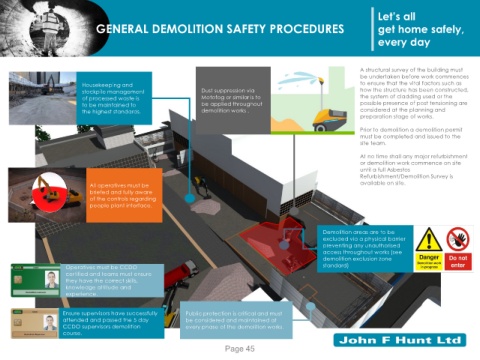 GENERAL DEMOLITION SAFETY PROCEDURES
Let's all
get home safely,
every day
A structural survey of the building must
be undertaken before work commences
to ensure that the vital factors such as
how the structure has been constructed,
the system of cladding used or the
possible presence of post tensioning are
considered at the planning and
preparation stage of works.
Prior to demolition a demolition permit
must be completed and issued to the
site team.
At no time shall any major refurbishment
or demolition work commence on site
until a full Asbestos
Refurbishment/Demolition Survey is
available on site.
Housekeeping and
stockpile management
of processed waste is
to be maintained to
the highest standards.
Dust suppression via
Motofog or similar is to
be applied throughout
demolition works .
All operatives must be
briefed and fully aware
of the controls regarding
people plant interface.
Demolition areas are to be
excluded via a physical barrier
preventing any unauthorised
access throughout works (see
demolition exclusion zone
standard)
Danger
Demolition work
in progress
Do not
enter
Operatives must be CCDO
certified and teams must ensure
they have the correct skills,
knowledge attitude and
experience.
Ensure supervisors have successfully
attended and passed the 5 day
CCDO supervisors demolition
course.
Public protection is critical and must
be considered and maintained at
every phase of the demolition works
John F Hunt Ltd
Page 45